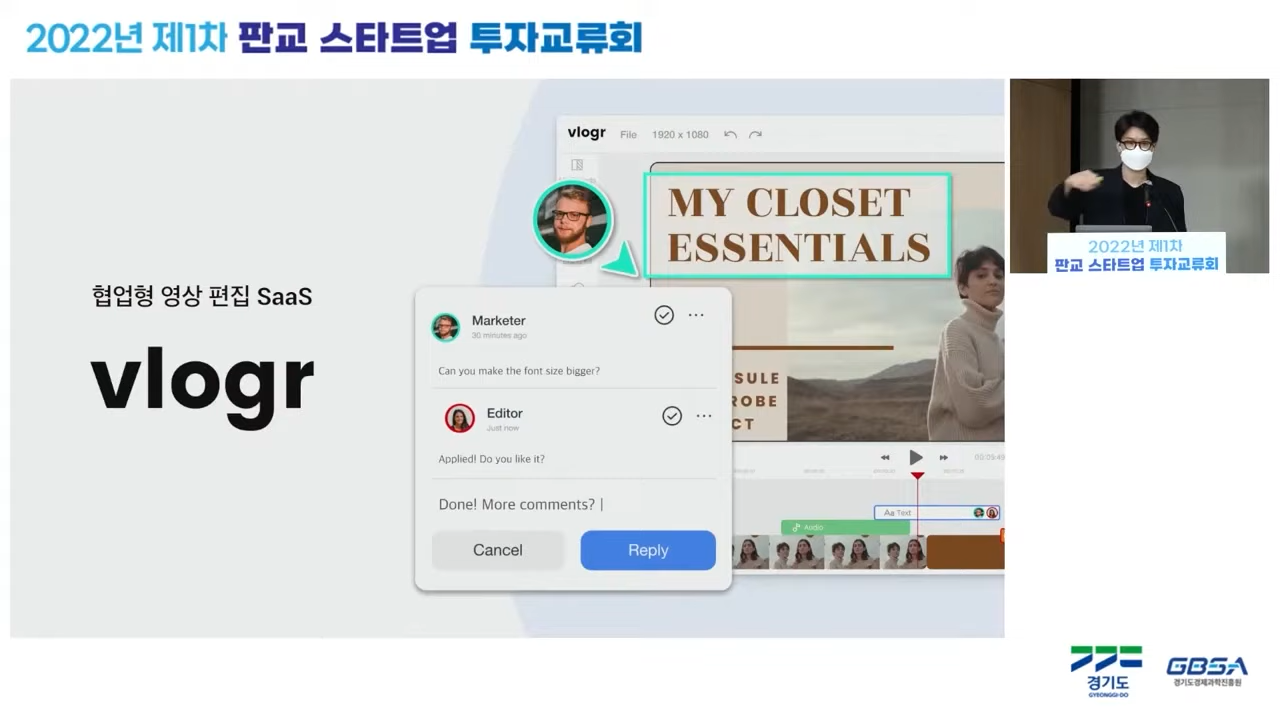 2022년 제1차 판교 스타트업 투자교류회
협업형 영상 편집 SaaS
vlogr
vlogr File 1920 x 1080
MY CLOSET
ESSENTIALS
SULE
ROBE
CT
Marketer
30 minutes ago
Can you make the font size bigger?
Editor
Just now
Applied! Do you like it?
Done! More comments? |
Cancel Reply
Aa Text
Audio
2022년 제1차
판교 스타트업 투자교류회
경기도
GYEONGGI-DO
GBSA
경기도경제과학진흥원